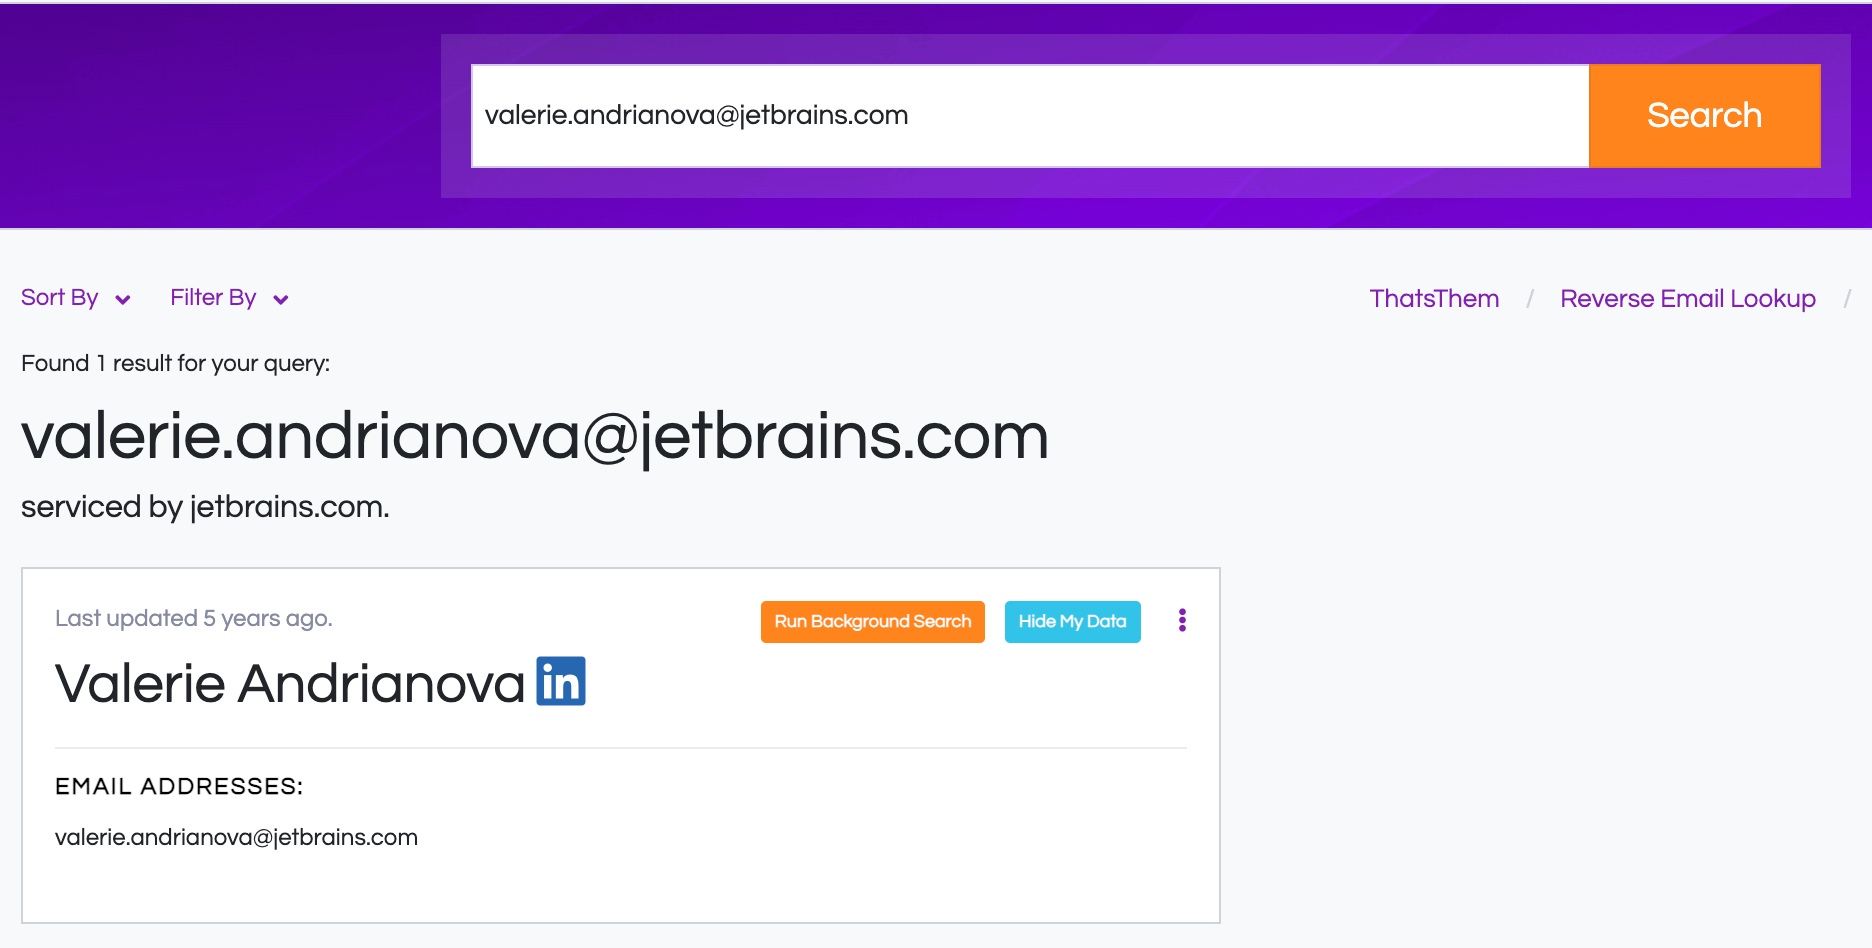 valerie.andrianova@jetbrains.com
Search
Sort By Filter By ThatsThem / Reverse Email Lookup /
Found 1 result for your query:
valerie.andrianova@jetbrains.com
serviced by jetbrains.com.
Last updated 5 years ago. Run Background Search Hide My Data
Valerie Andrianova in
EMAIL ADDRESSES:
valerie.andrianova@jetbrains.com